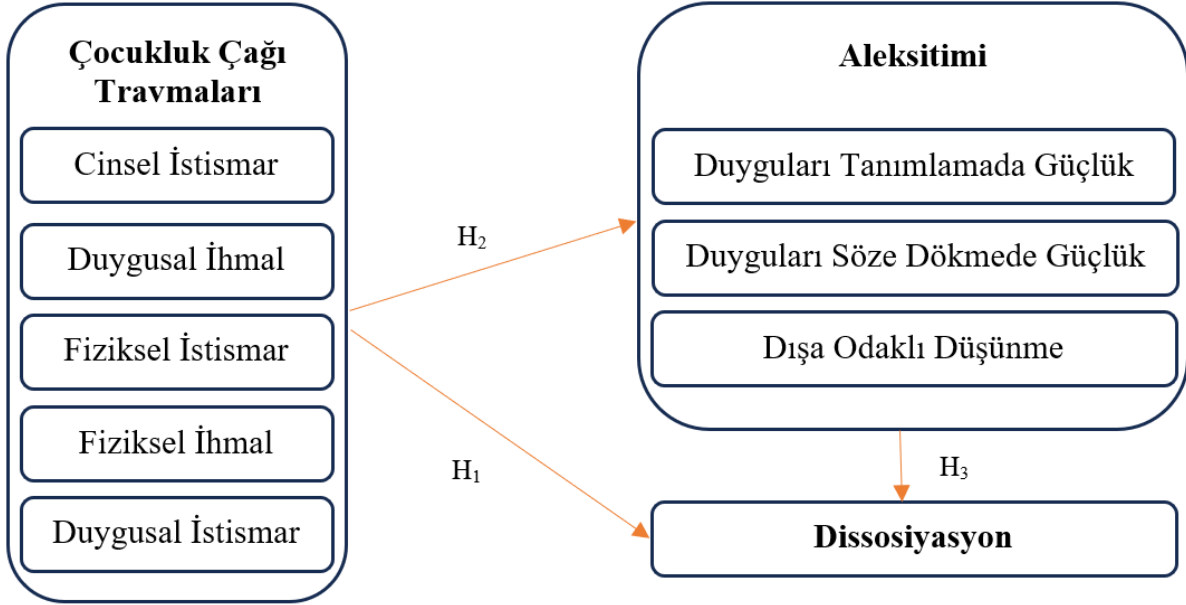 Çocukluk Çağı
Travmaları
Cinsel İstismar
Duygusal İhmal
Fiziksel İstismar
Fiziksel İhmal
Duygusal İstismar
H₂
H₁
Aleksitimi
Duyguları Tanımlamada Güçlük
Duyguları Söze Dökmede Güçlük
Dışa Odaklı Düşünme
H₃
Dissosiyasyon